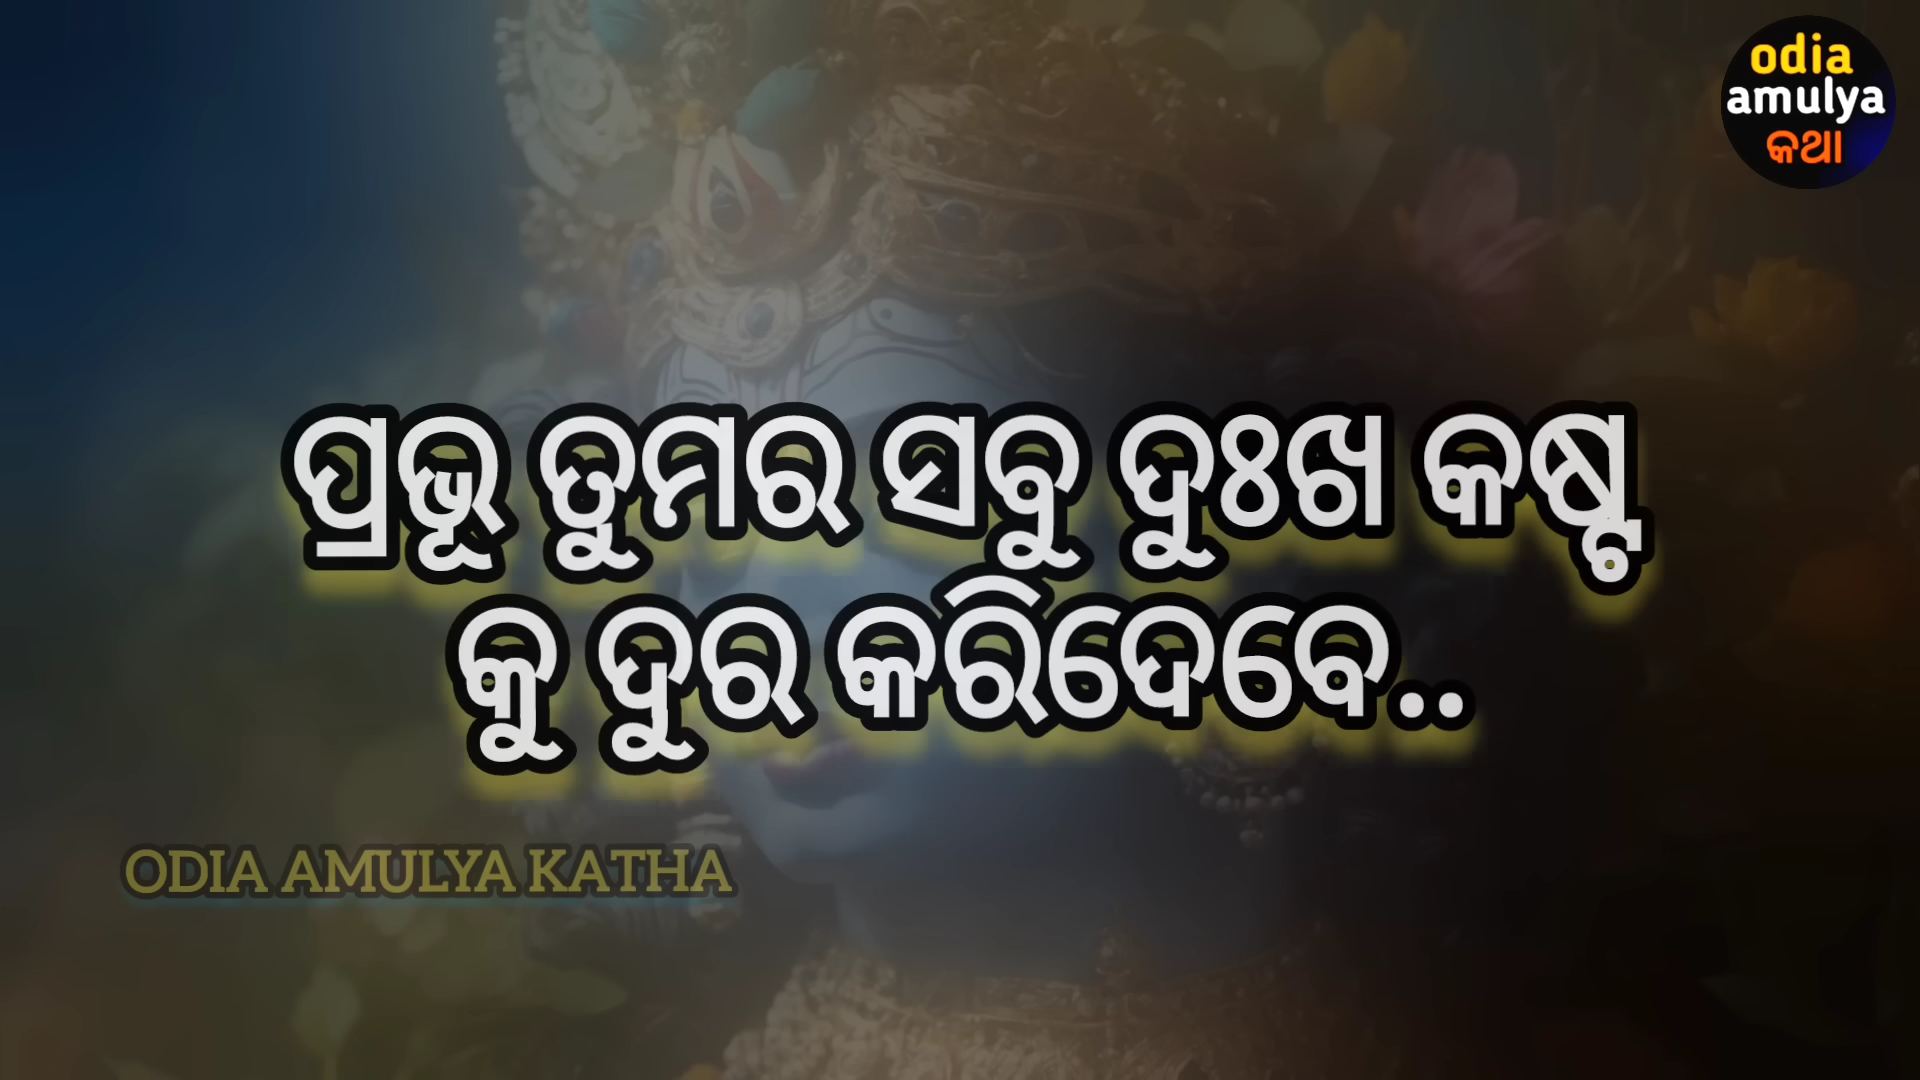 odia
amulya
କଥା
ପ୍ରଭୂ ତୁମର ସବୁ ଦୁଃଖ କଷ୍ଟ
କୁ ଦୁର କରିଦେବେ..
ODIA AMULYA KATHA